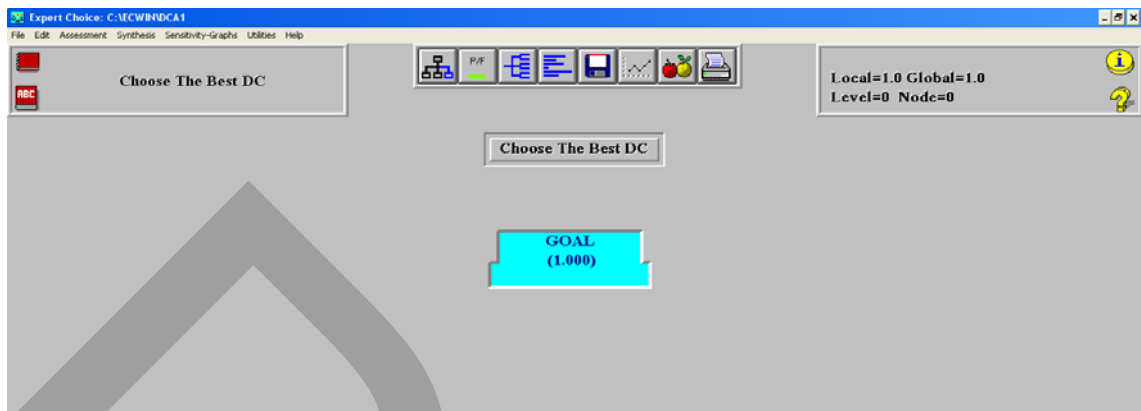 Expert Choice: C:\ECWIN\DCA1
File Edit Assessment Synthesis Sensitivity-Graphs Utilities Help
Choose The Best DC
ABC
P/F
Local=1.0 Global=1.0
Level=0 Node=0
Choose The Best DC
GOAL
(1.000)